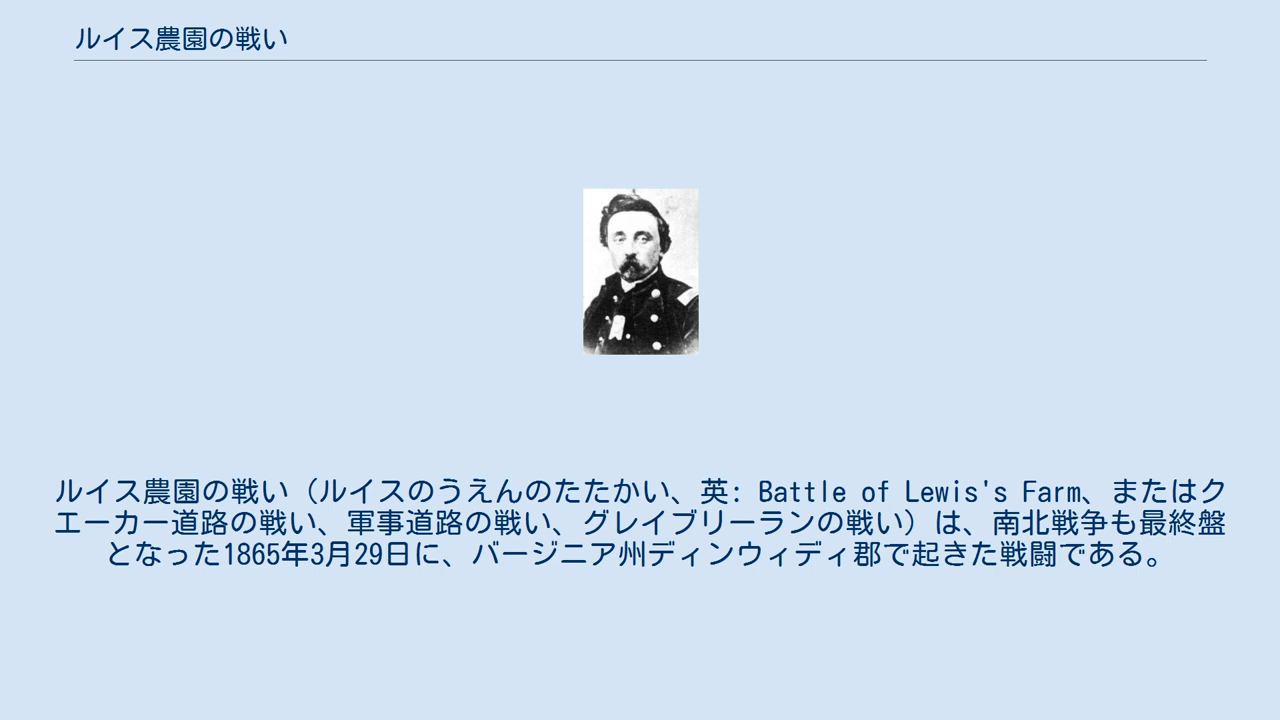 ルイス農園の戦い
ルイス農園の戦い（ルイスのうえんのたたかい、英: Battle of Lewis's Farm、またはク
エーカー道路の戦い、軍事道路の戦い、グレイブリーランの戦い）は、南北戦争も最終盤
となった1865年3月29日に、バージニア州ディンウィディ郡で起きた戦闘である。